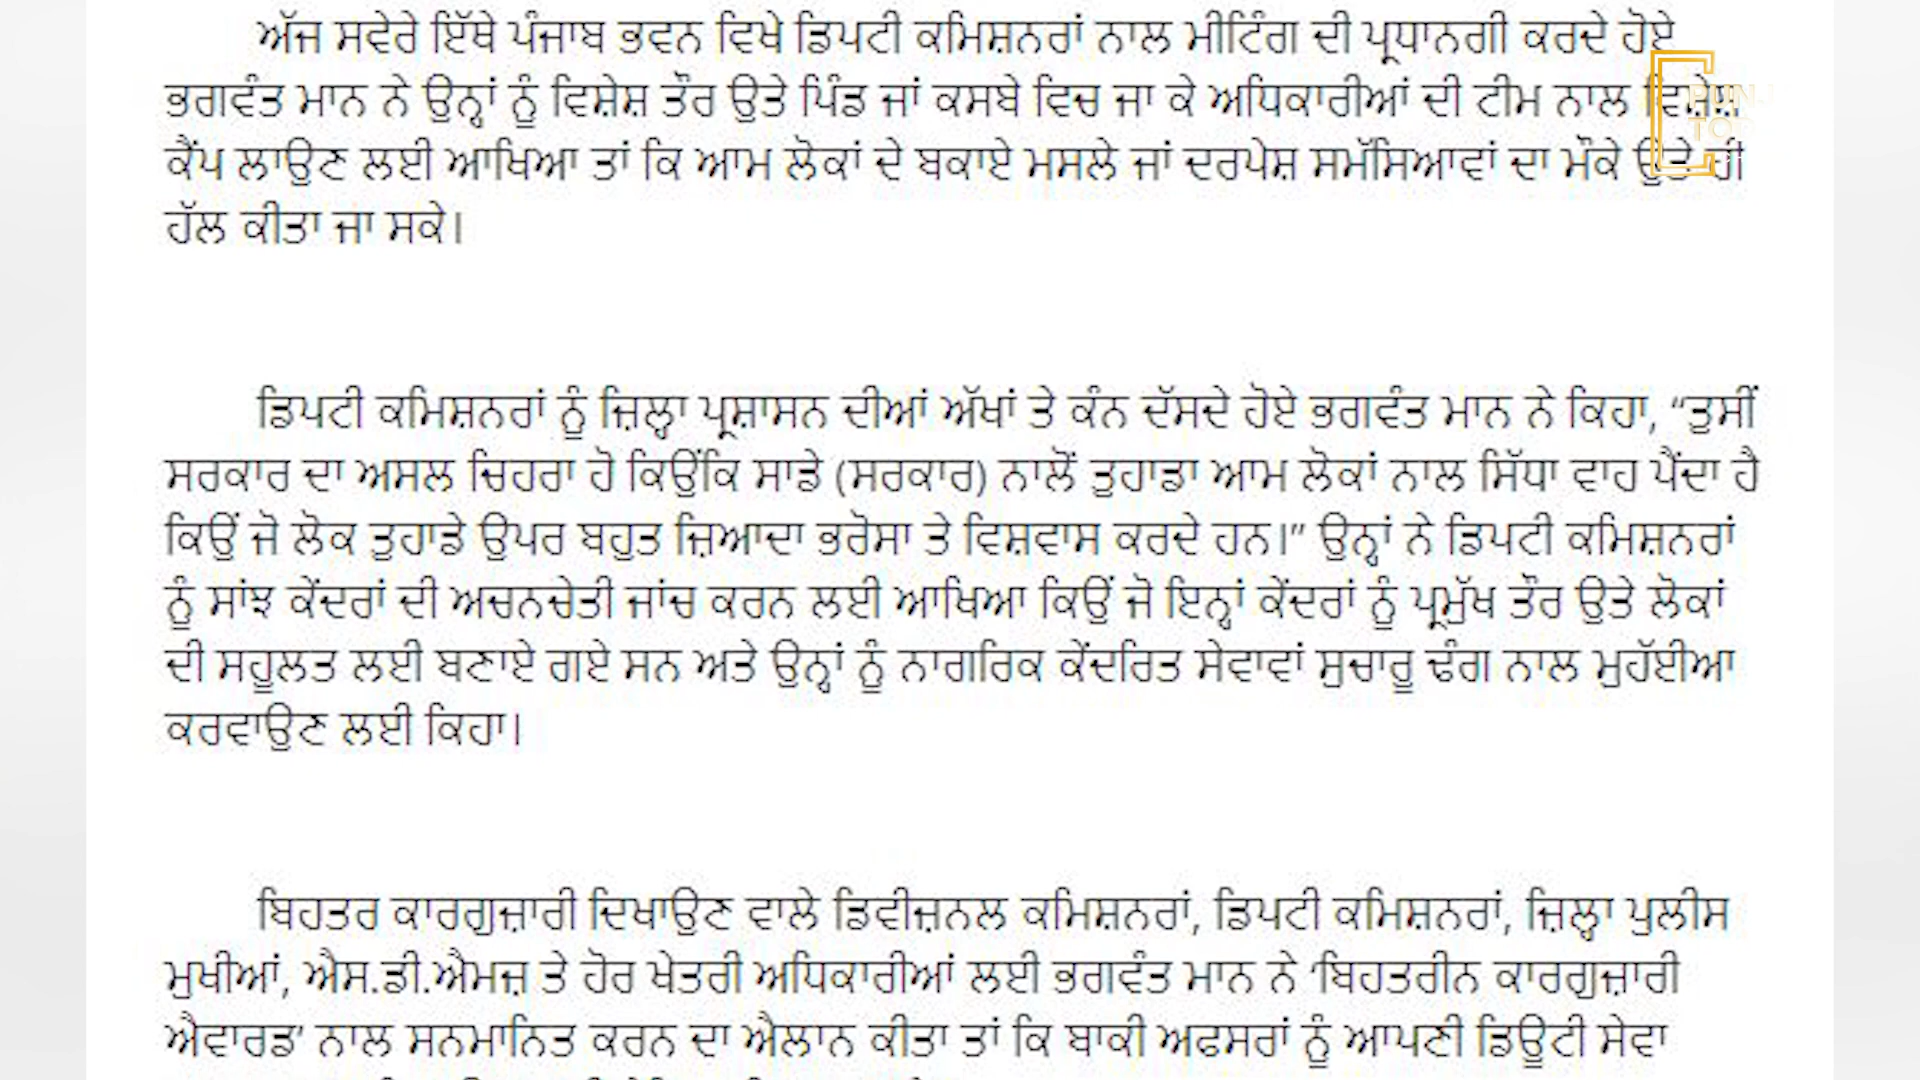 ਅੱਜ ਸਵੇਰੇ ਇੱਥੇ ਪੰਜਾਬ ਭਵਨ ਵਿਖੇ ਡਿਪਟੀ ਕਮਿਸ਼ਨਰਾਂ ਨਾਲ ਮੀਟਿੰਗ ਦੀ ਪ੍ਰਧਾਨਗੀ ਕਰਦੇ ਹੋਏ
ਭਗਵੰਤ ਮਾਨ ਨੇ ਉਨ੍ਹਾਂ ਨੂੰ ਵਿਸ਼ੇਸ਼ ਤੌਰ ਉਤੇ ਪਿੰਡ ਜਾਂ ਕਸਬੇ ਵਿਚ ਜਾ ਕੇ ਅਧਿਕਾਰੀਆਂ ਦੀ ਟੀਮ ਨਾਲ ਵਿਸ਼ੇਸ਼
ਕੈਂਪ ਲਾਉਣ ਲਈ ਆਖਿਆ ਤਾਂ ਕਿ ਆਮ ਲੋਕਾਂ ਦੇ ਬਕਾਏ ਮਸਲੇ ਜਾਂ ਦਰਪੇਸ਼ ਸਮੱਸਿਆਵਾਂ ਦਾ ਮੌਕੇ ਉਤੇ ਹੀ
ਹੱਲ ਕੀਤਾ ਜਾ ਸਕੇ।
ਡਿਪਟੀ ਕਮਿਸ਼ਨਰਾਂ ਨੂੰ ਜ਼ਿਲ੍ਹਾ ਪ੍ਰਸ਼ਾਸਨ ਦੀਆਂ ਅੱਖਾਂ ਤੇ ਕੰਨ ਦੱਸਦੇ ਹੋਏ ਭਗਵੰਤ ਮਾਨ ਨੇ ਕਿਹਾ, “ਤੁਸੀਂ
ਸਰਕਾਰ ਦਾ ਅਸਲ ਚਿਹਰਾ ਹੋ ਕਿਉਂਕਿ ਸਾਡੇ (ਸਰਕਾਰ) ਨਾਲੋਂ ਤੁਹਾਡਾ ਆਮ ਲੋਕਾਂ ਨਾਲ ਸਿੱਧਾ ਵਾਹ ਪੈਂਦਾ ਹੈ
ਕਿਉਂ ਜੋ ਲੋਕ ਤੁਹਾਡੇ ਉਪਰ ਬਹੁਤ ਜ਼ਿਆਦਾ ਭਰੋਸਾ ਤੇ ਵਿਸ਼ਵਾਸ ਕਰਦੇ ਹਨ।” ਉਨ੍ਹਾਂ ਨੇ ਡਿਪਟੀ ਕਮਿਸ਼ਨਰਾਂ
ਨੂੰ ਸਾਂਝ ਕੇਂਦਰਾਂ ਦੀ ਅਚਨਚੇਤੀ ਜਾਂਚ ਕਰਨ ਲਈ ਆਖਿਆ ਕਿਉਂ ਜੋ ਇਨ੍ਹਾਂ ਕੇਂਦਰਾਂ ਨੂੰ ਪ੍ਰਮੁੱਖ ਤੌਰ ਉਤੇ ਲੋਕਾਂ
ਦੀ ਸਹੂਲਤ ਲਈ ਬਣਾਏ ਗਏ ਸਨ ਅਤੇ ਉਨ੍ਹਾਂ ਨੂੰ ਨਾਗਰਿਕ ਕੇਂਦਰਿਤ ਸੇਵਾਵਾਂ ਸੁਚਾਰੂ ਢੰਗ ਨਾਲ ਮੁਹੱਈਆ
ਕਰਵਾਉਣ ਲਈ ਕਿਹਾ।
ਬਿਹਤਰ ਕਾਰਗੁਜ਼ਾਰੀ ਦਿਖਾਉਣ ਵਾਲੇ ਡਿਵੀਜ਼ਨਲ ਕਮਿਸ਼ਨਰਾਂ, ਡਿਪਟੀ ਕਮਿਸ਼ਨਰਾਂ, ਜ਼ਿਲ੍ਹਾ ਪੁਲੀਸ
ਮੁਖੀਆਂ, ਐਸ.ਡੀ.ਐਮਜ਼ ਤੇ ਹੋਰ ਖੇਤਰੀ ਅਧਿਕਾਰੀਆਂ ਲਈ ਭਗਵੰਤ ਮਾਨ ਨੇ ‘ਬਿਹਤਰੀਨ ਕਾਰਗੁਜ਼ਾਰੀ
ਐਵਾਰਡ’ ਨਾਲ ਸਨਮਾਨਿਤ ਕਰਨ ਦਾ ਐਲਾਨ ਕੀਤਾ ਤਾਂ ਕਿ ਬਾਕੀ ਅਫਸਰਾਂ ਨੂੰ ਆਪਣੀ ਡਿਊਟੀ ਸੇਵਾ